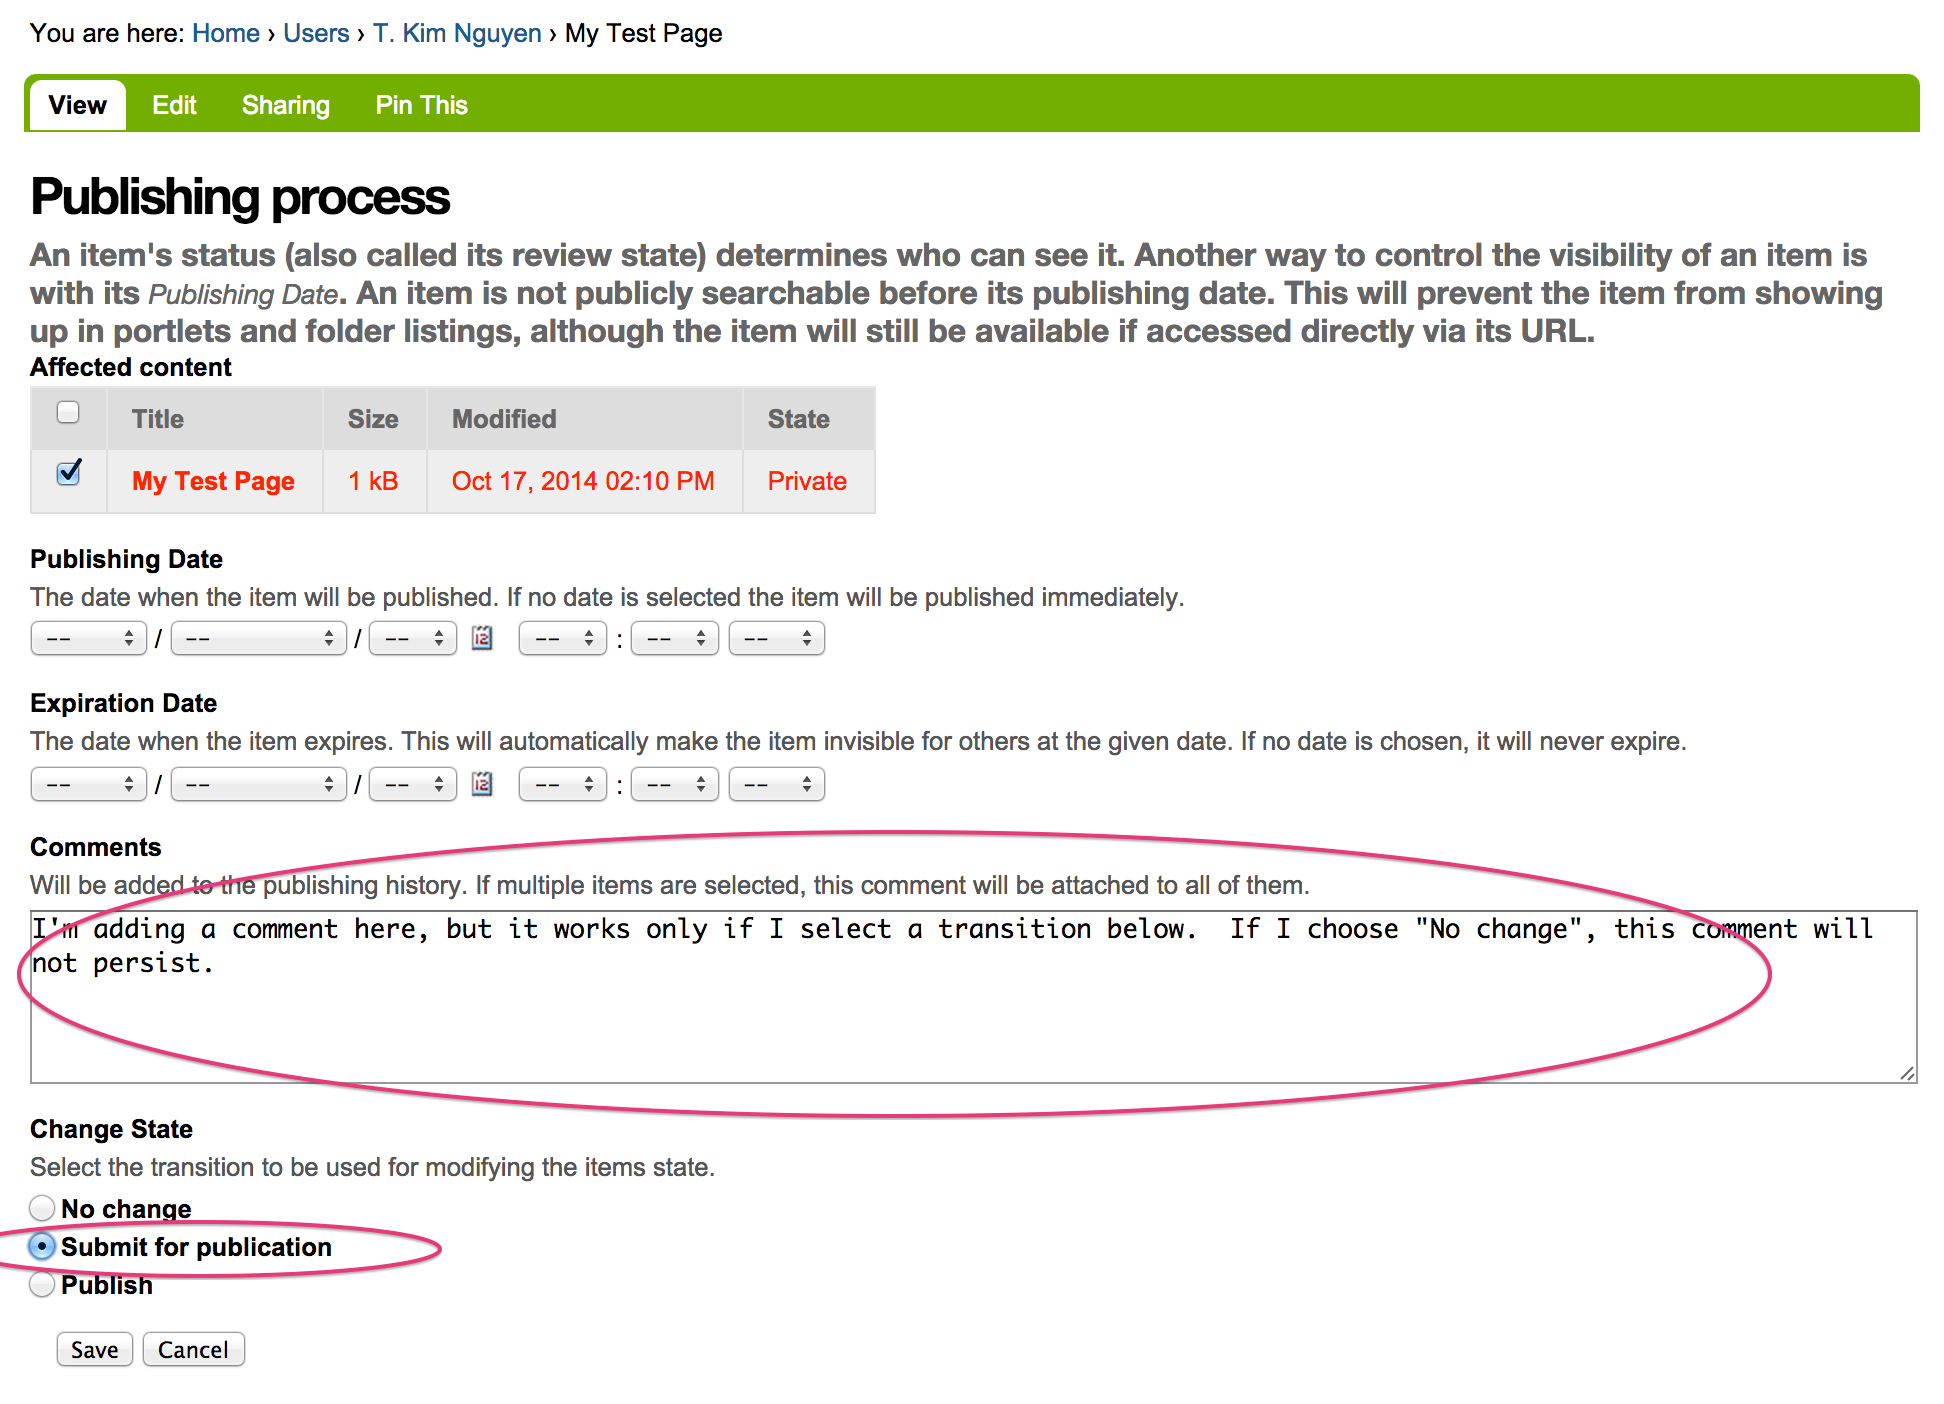 You are here: Home › Users › T. Kim Nguyen › My Test Page
View Edit Sharing Pin This
Publishing process
An item's status (also called its review state) determines who can see it. Another way to control the visibility of an item is
with its Publishing Date. An item is not publicly searchable before its publishing date. This will prevent the item from showing
up in portlets and folder listings, although the item will still be available if accessed directly via its URL.
Affected content
Title Size Modified State
My Test Page 1 kB Oct 17, 2014 02:10 PM Private
Publishing Date
The date when the item will be published. If no date is selected the item will be published immediately.
-- / -- / -- 12 -- : -- --
Expiration Date
The date when the item expires. This will automatically make the item invisible for others at the given date. If no date is chosen, it will never expire.
-- / -- / -- 12 -- : -- --
Comments
Will be added to the publishing history. If multiple items are selected, this comment will be attached to all of them.
I'm adding a comment here, but it works only if I select a transition below.  If I choose "No change", this comment will
not persist.
Change State
Select the transition to be used for modifying the items state.
No change
Submit for publication
Publish
Save Cancel